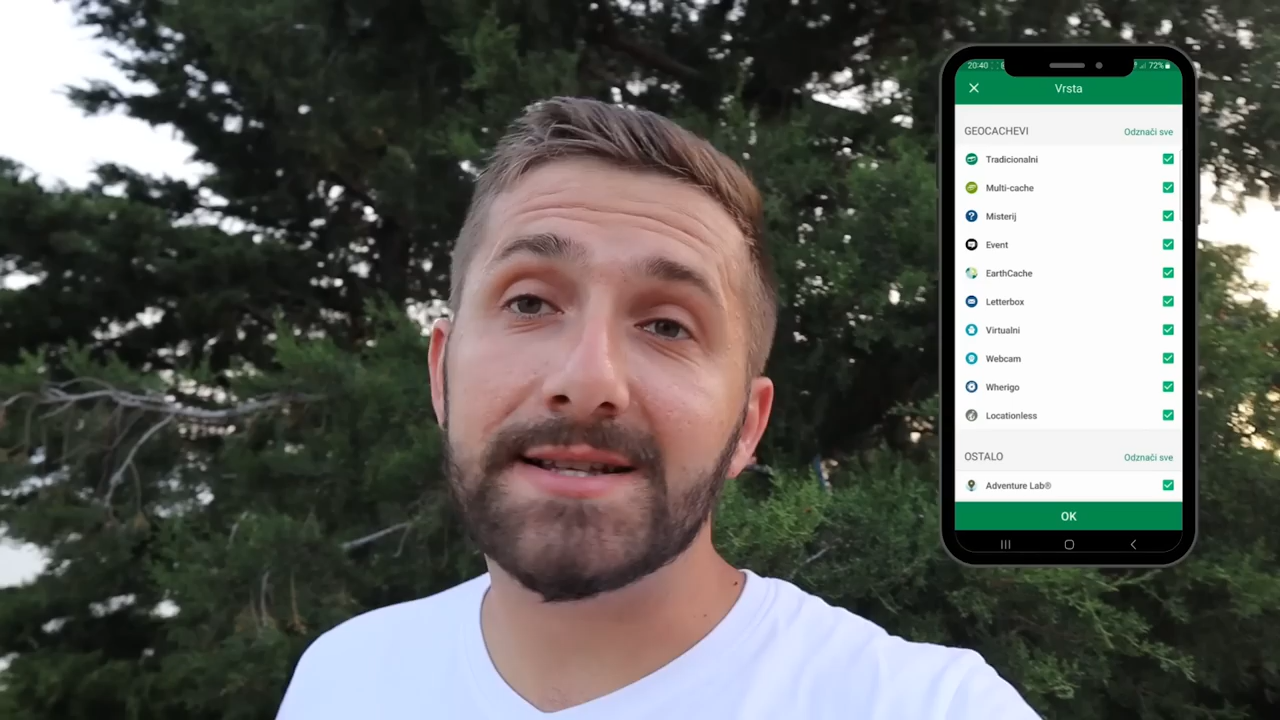 20:40 72%
Vrsta
GEOCACHEVI Odznači sve
Tradicionalni
Multi-cache
Misterij
Event
EarthCache
Letterbox
Virtualni
Webcam
Wherigo
Locationless
OSTALO Odznači sve
Adventure Lab®
OK